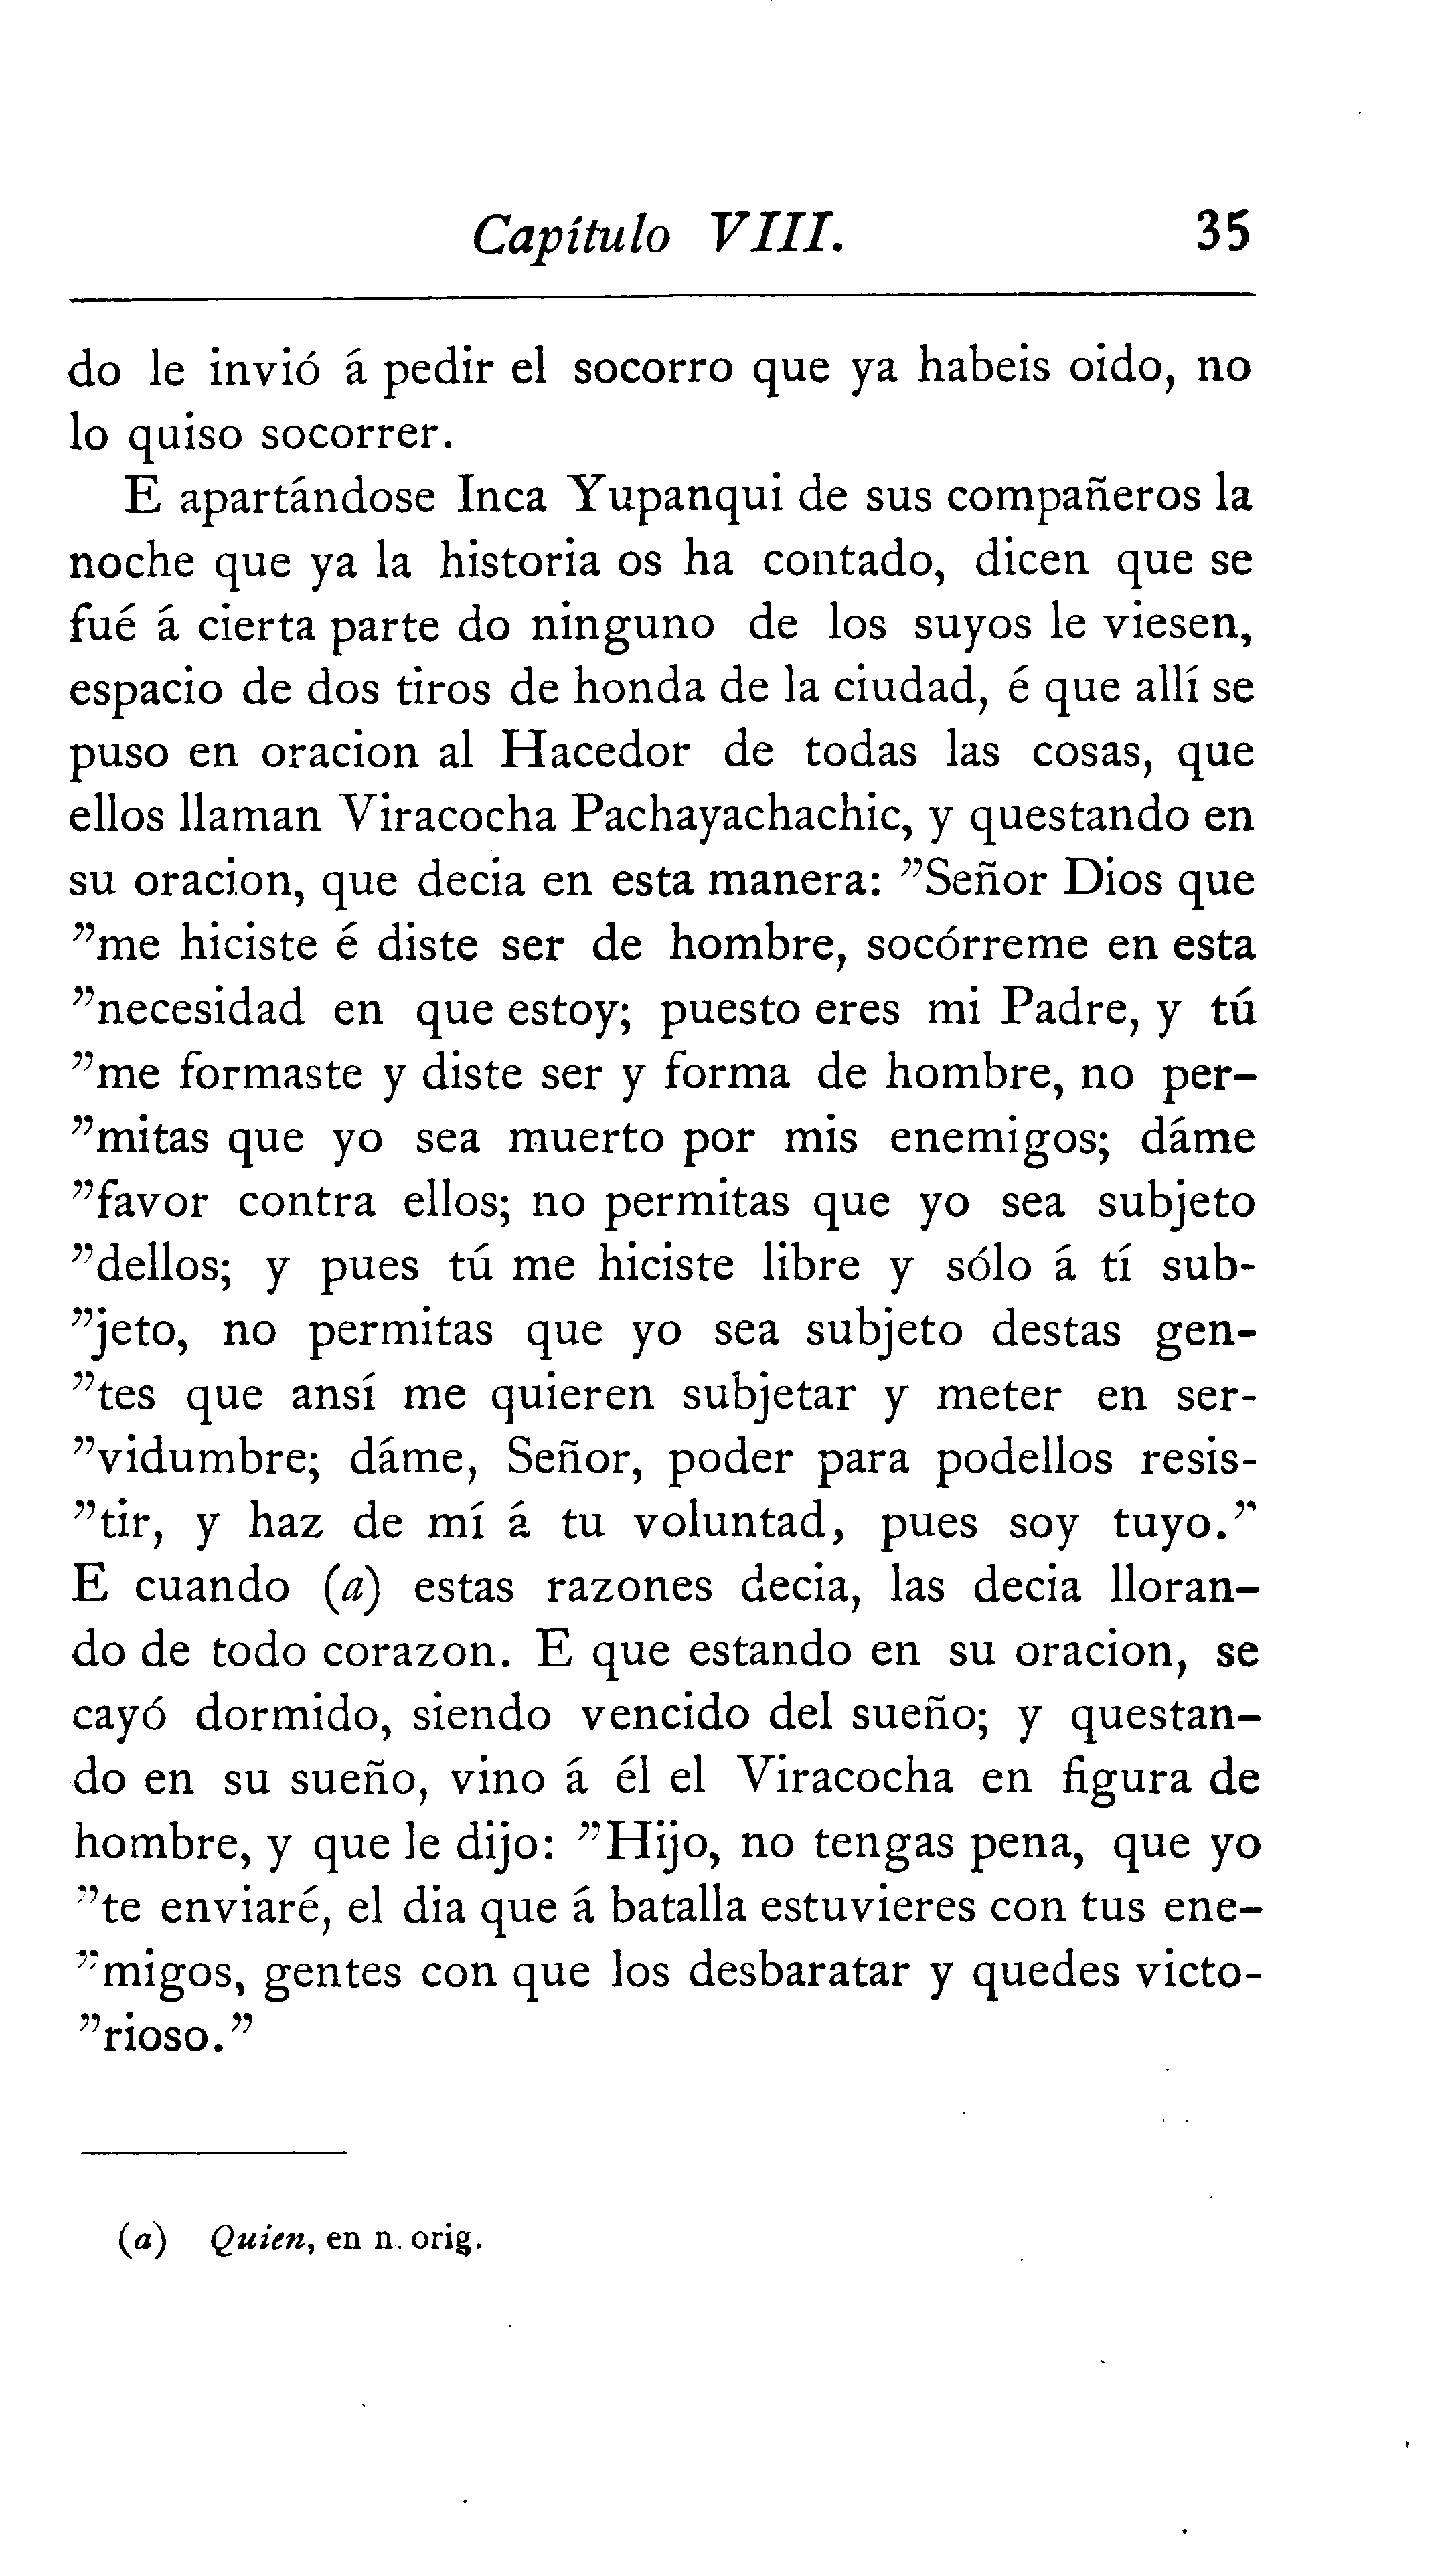 Capítulo VIII. 35
do le invió á pedir el socorro que ya habeis oido, no
lo quiso socorrer.
E apartándose Inca Yupanqui de sus compañeros la
noche que ya la historia os ha contado, dicen que se
fué á cierta parte do ninguno de los suyos le viesen,
espacio de dos tiros de honda de la ciudad, é que allí se
puso en oracion al Hacedor de todas las cosas, que
ellos llaman Viracocha Pachayachachic, y questando en
su oracion, que decia en esta manera: ”Señor Dios que
”me hiciste é diste ser de hombre, socórreme en esta
”necesidad en que estoy; puesto eres mi Padre, y tú
”me formaste y diste ser y forma de hombre, no per-
”mitas que yo sea muerto por mis enemigos; dáme
”favor contra ellos; no permitas que yo sea subjeto
”dellos; y pues tú me hiciste libre y sólo á tí sub-
”jeto, no permitas que yo sea subjeto destas gen-
”tes que ansí me quieren subjetar y meter en ser-
”vidumbre; dáme, Señor, poder para podellos resis-
”tir, y haz de mí á tu voluntad, pues soy tuyo.”
E cuando (a) estas razones decia, las decia lloran-
do de todo corazon. E que estando en su oracion, se
cayó dormido, siendo vencido del sueño; y questan-
do en su sueño, vino á él el Viracocha en figura de
hombre, y que le dijo: ”Hijo, no tengas pena, que yo
”te enviaré, el dia que á batalla estuvieres con tus ene-
”migos, gentes con que los desbaratar y quedes victo-
”rioso.”
(a) Quien, en n. orig.